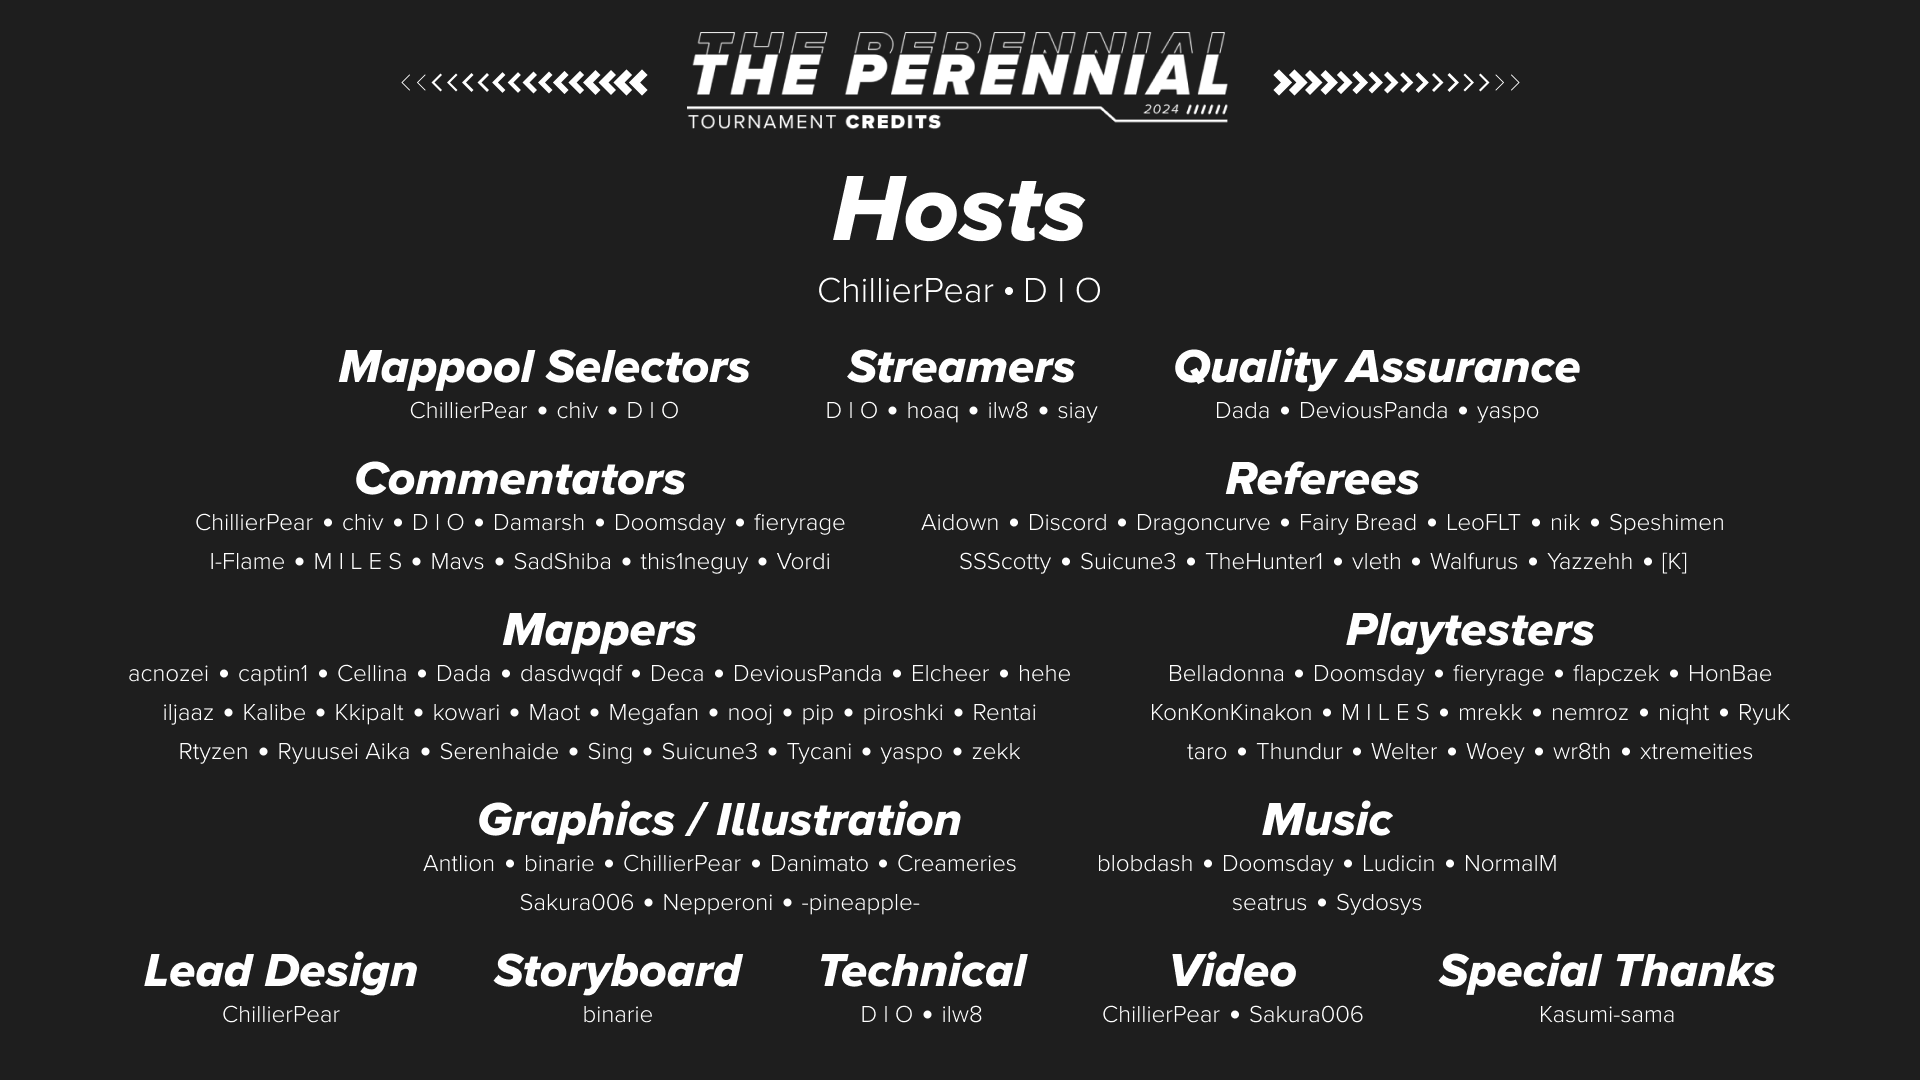 THE PERENNIAL
THE PERENNIAL
2024
TOURNAMENT CREDITS
Hosts
ChillierPear • D I O
Mappool Selectors
ChillierPear • chiv • D I O
Streamers
D I O • hoaq • ilw8 • siay
Quality Assurance
Dada • DeviousPanda • yaspo
Commentators
ChillierPear • chiv • D I O • Damarsh • Doomsday • fieryrage
I-Flame • M I L E S • Mavs • SadShiba • this1neguy • Vordi
Referees
Aidown • Discord • Dragoncurve • Fairy Bread • LeoFLT • nik • Speshimen
SSScotty • Suicune3 • TheHunter1 • vleth • Walfurus • Yazzehh • [K]
Mappers
acnozei • captin1 • Cellina • Dada • dasdwqdf • Deca • DeviousPanda • Elcheer • hehe
iljaaz • Kalibe • Kkipalt • kowari • Maot • Megafan • nooj • pip • piroshki • Rentai
Rtyzen • Ryuusei Aika • Serenhaide • Sing • Suicune3 • Tycani • yaspo • zekk
Playtesters
Belladonna • Doomsday • fieryrage • flapczek • HonBae
KonKonKinakon • M I L E S • mrekk • nemroz • niqht • RyuK
taro • Thundur • Welter • Woey • wr8th • xtremeities
Graphics / Illustration
Antlion • binarie • ChillierPear • Danimato • Creameries
Sakura006 • Nepperoni • -pineapple-
Music
blobdash • Doomsday • Ludicin • NormalM
seatrus • Sydosys
Lead Design
ChillierPear
Storyboard
binarie
Technical
D I O • ilw8
Video
ChillierPear • Sakura006
Special Thanks
Kasumi-sama